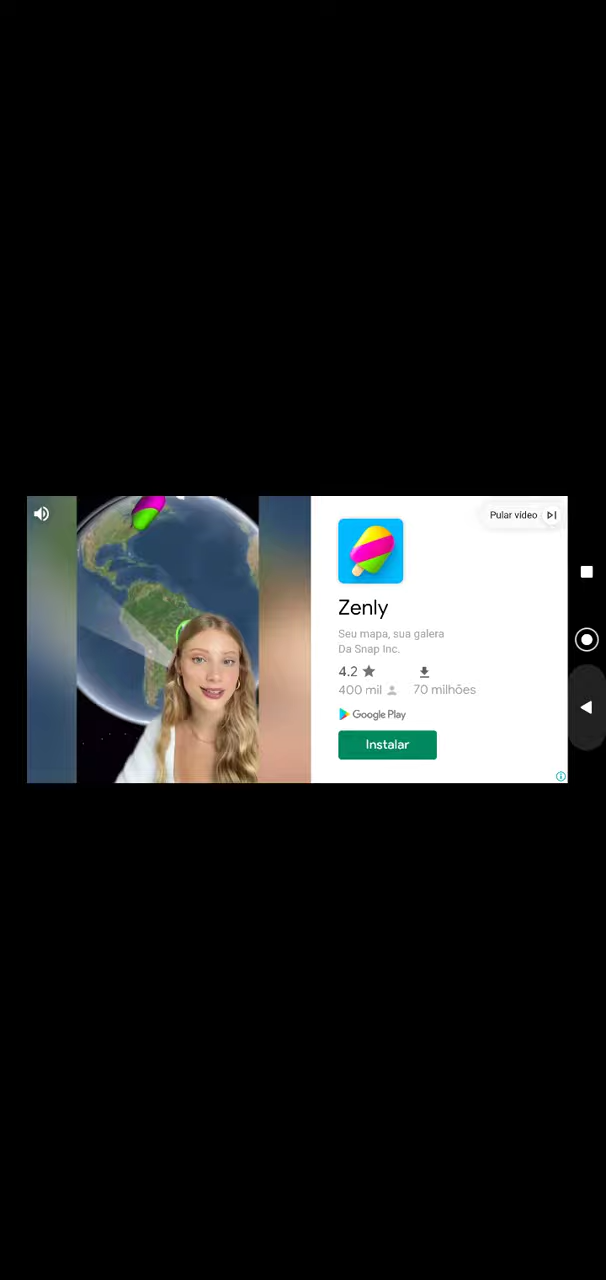 Pular vídeo
Zenly
Seu mapa, sua galera
Da Snap Inc.
4.2
400 mil
70 milhões
Google Play
Instalar